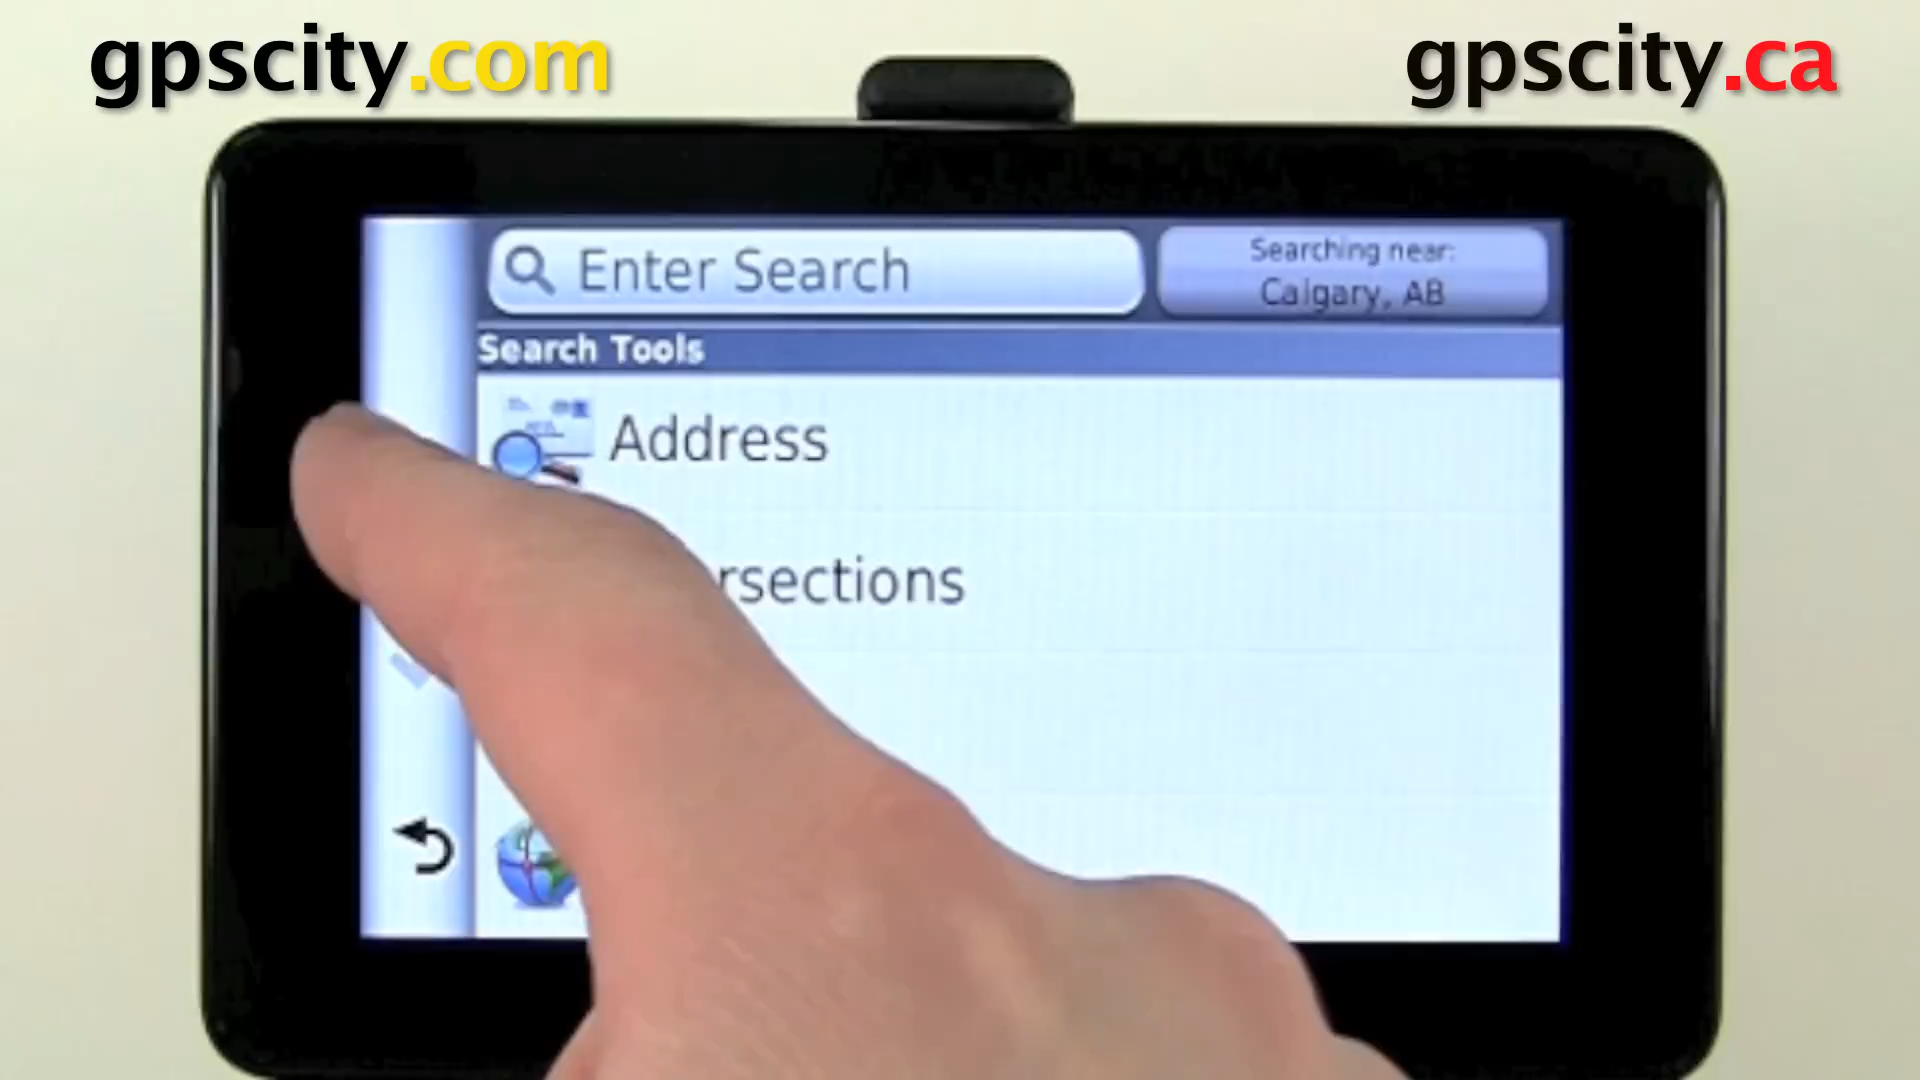 gpscity.com
gpscity.ca
Enter Search
Searching near:
Calgary, AB
Search Tools
Address
rsections